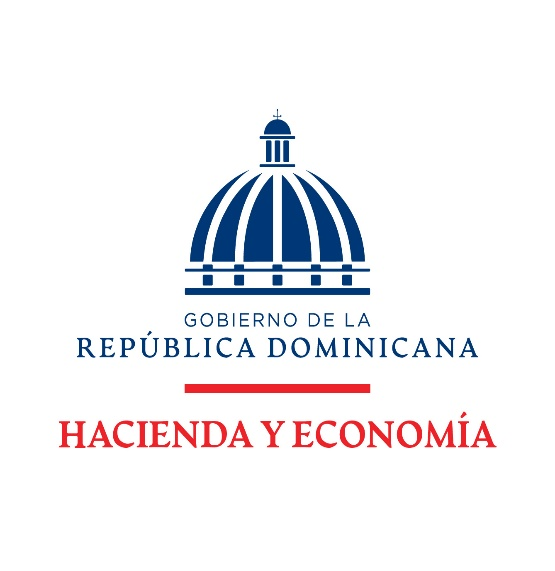 GOBIERNO DE LA
REPÚBLICA DOMINICANA
HACIENDA Y ECONOMÍA